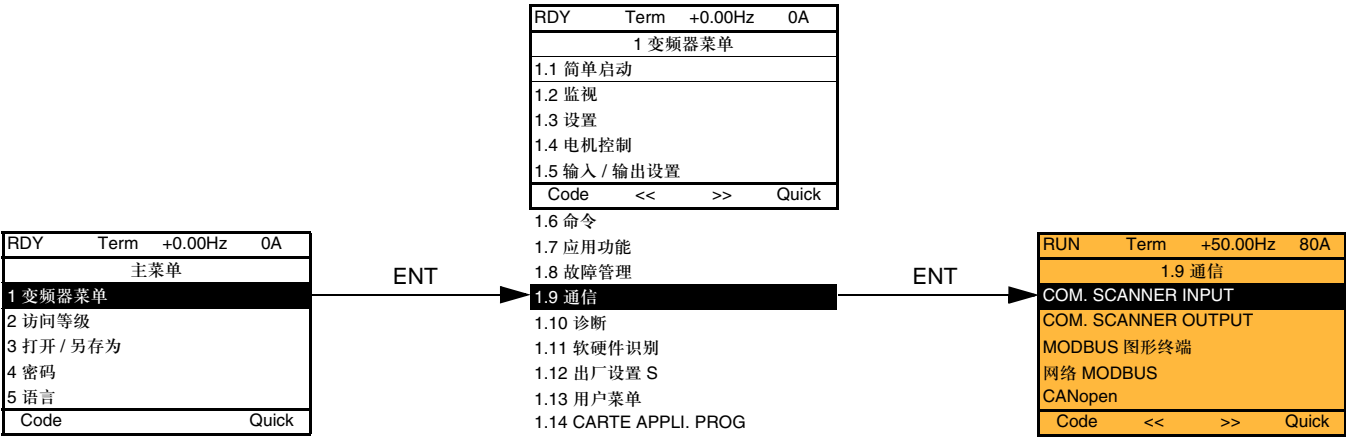 RDY Term +0.00Hz 0A
主菜单
1 变频器菜单
2 访问等级
3 打开 / 另存为
4 密码
5 语言
Code Quick
ENT
RDY Term +0.00Hz 0A
1 变频器菜单
1.1 简单启动
1.2 监视
1.3 设置
1.4 电机控制
1.5 输入 / 输出设置
Code << >> Quick
1.6 命令
1.7 应用功能
1.8 故障管理
1.9 通信
1.10 诊断
1.11 软硬件识别
1.12 出厂设置 S
1.13 用户菜单
1.14 CARTE APPLI. PROG
ENT
RUN Term +50.00Hz 80A
1.9 通信
COM. SCANNER INPUT
COM. SCANNER OUTPUT
MODBUS 图形终端
网络 MODBUS
CANopen
Code << >> Quick